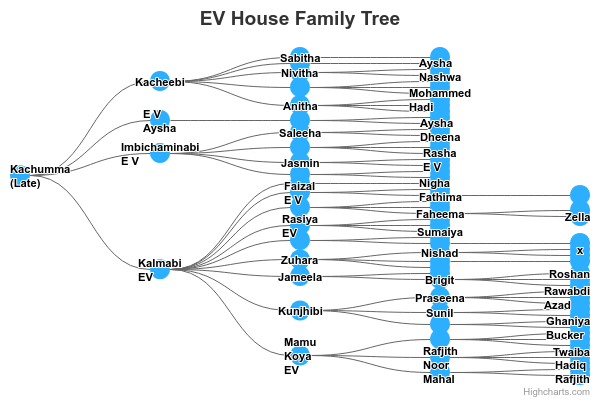 EV House Family Tree
Kachumma
(Late)
Kacheebi
E V
Aysha
Imbichaminabi
E V
Kalmabi
EV
Sabitha
Nivitha
Anitha
Saleeha
Jasmin
Faizal
E V
Rasiya
EV
Zuhara
Jameela
Kunjhibi
Mamu
Koya
EV
Aysha
Nashwa
Mohammed
Hadi
Aysha
Dheena
Rasha
E V
Nigha
Fathima
Faheema
Sumaiya
Nishad
Brigit
Praseena
Sunil
Rafjith
Noor
Mahal
Zella
x
Roshan
Rawabdi
Azad
Ghaniya
Bucker
Twaiba
Hadiq
Rafjith
Highcharts.com